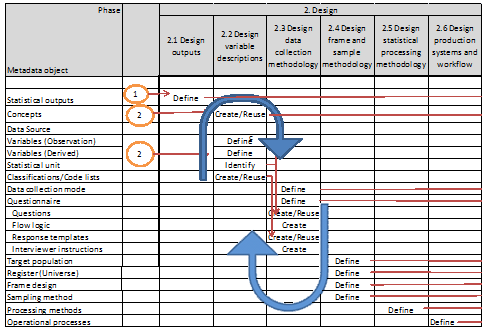 Phase
2. Design
2.1 Design outputs
2.2 Design variable descriptions
2.3 Design data collection methodology
2.4 Design frame and sample methodology
2.5 Design statistical processing methodology
2.6 Design production systems and workflow
Metadata object
Statistical outputs 1 Define
Concepts 2 Create/Reuse
Data Source
Variables (Observation) Define
Variables (Derived) 2 Define
Statistical unit Identify
Classifications/Code lists Create/Reuse
Data collection mode Define
Questionnaire Define
Questions Create/Reuse
Flow logic Create
Response templates Create/Reuse
Interviewer instructions Create
Target population Define
Register(Universe) Define
Frame design Define
Sampling method Define
Processing methods Define
Operational processes Define